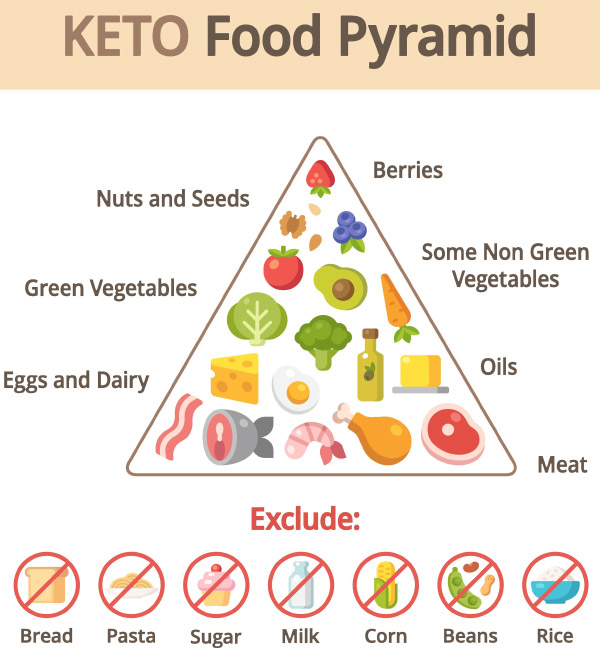 KETO Food Pyramid
Berries
Nuts and Seeds
Some Non Green
Vegetables
Green Vegetables
Oils
Eggs and Dairy
Meat
Exclude:
Bread
Pasta
Sugar
Milk
Corn
Beans
Rice